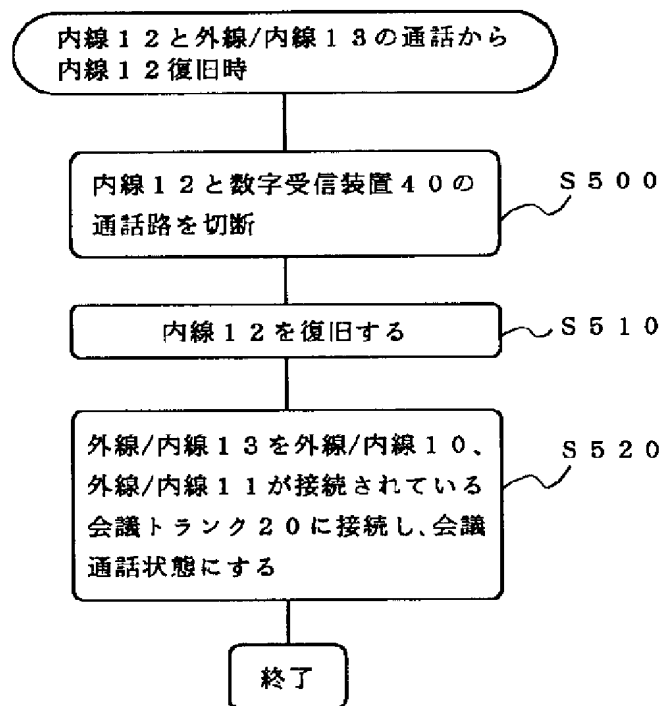 内線12と外線/内線13の通話から
内線12復旧時
内線12と数字受信装置40の
通話路を切断
S500
内線12を復旧する
S510
外線/内線13を外線/内線10、
外線/内線11が接続されている
会議トランク20に接続し、会議
通話状態にする
S520
終了